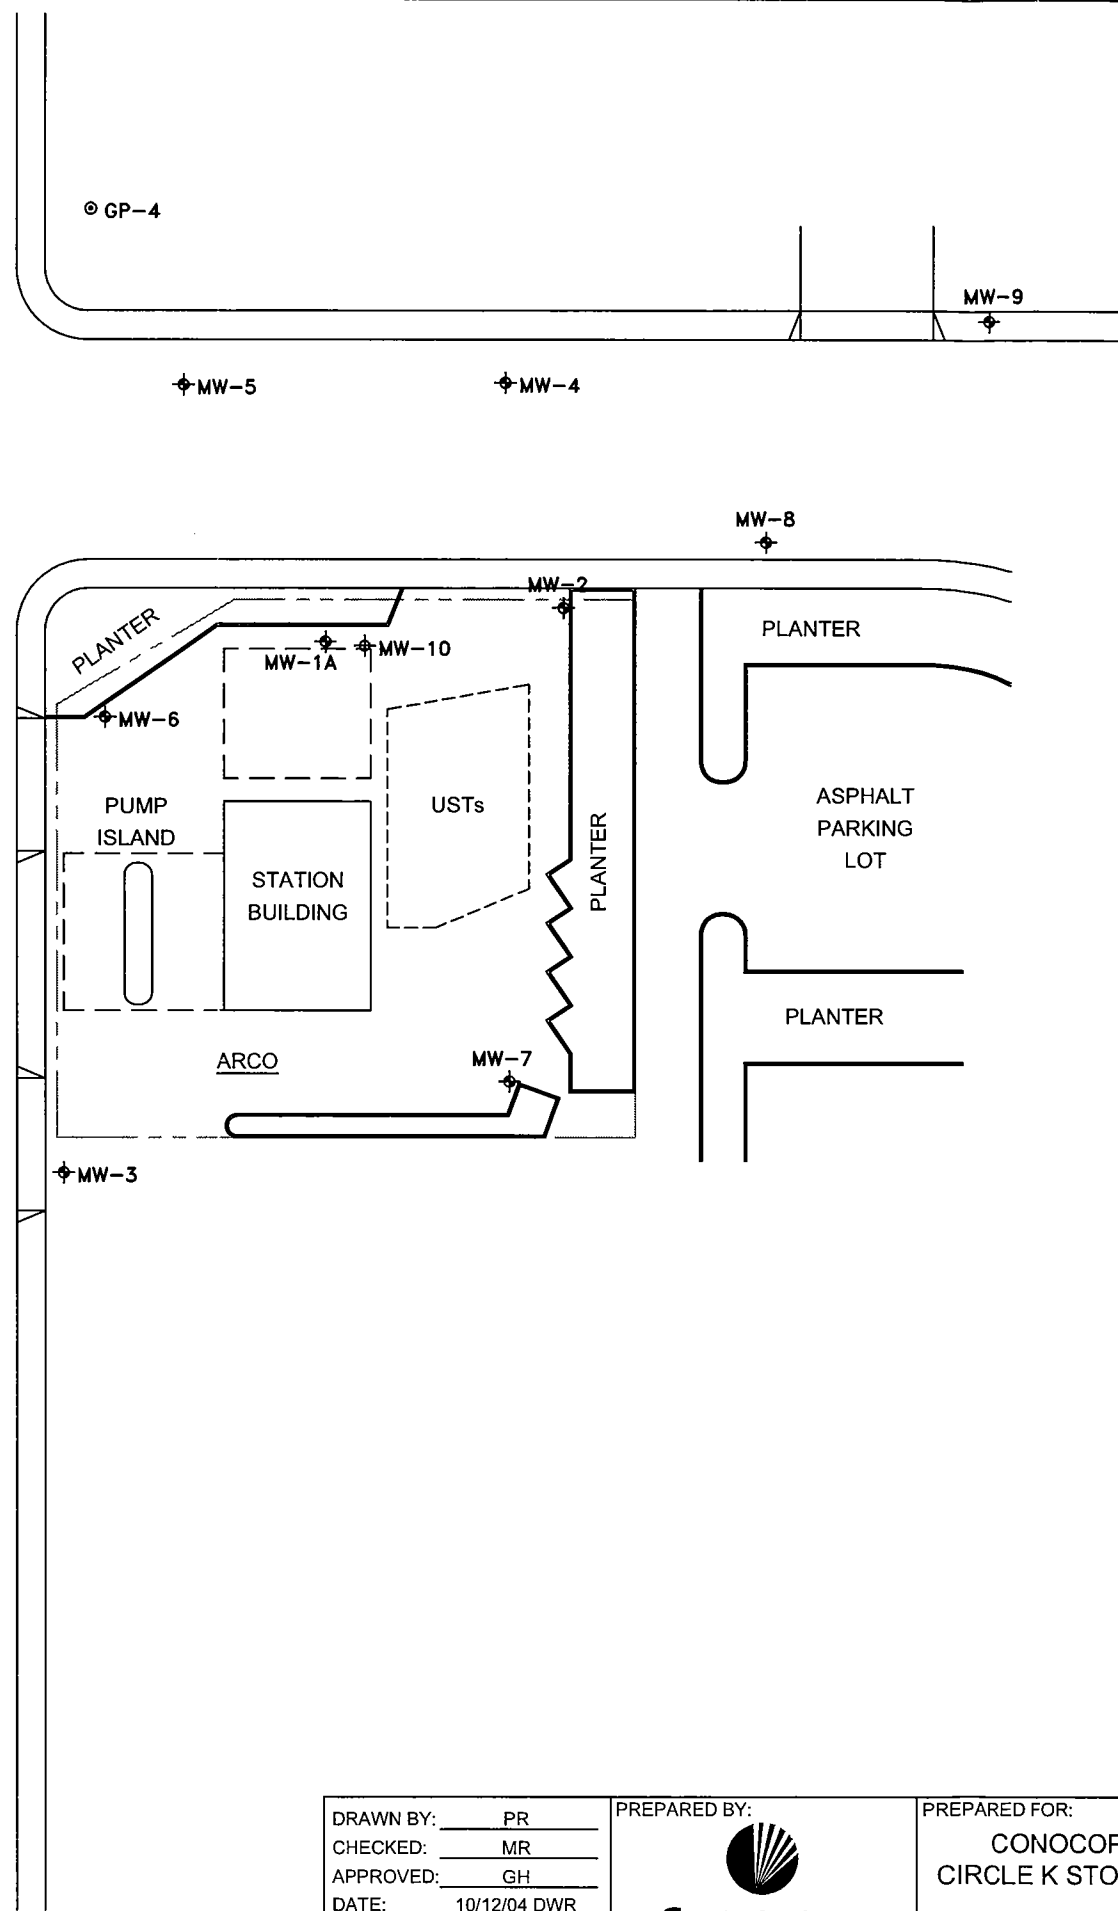 GP-4
MW-9
MW-5
MW-4
MW-8
MW-2
PLANTER
PLANTER
MW-1A
MW-10
MW-6
PUMP
ISLAND
USTs
ASPHALT
PARKING
LOT
PLANTER
STATION
BUILDING
PLANTER
ARCO
MW-7
MW-3
DRAWN BY: PR
CHECKED: MR
APPROVED: GH
DATE: 10/12/04 DWR
PREPARED BY:
PREPARED FOR:
CONOCOP
CIRCLE K STO